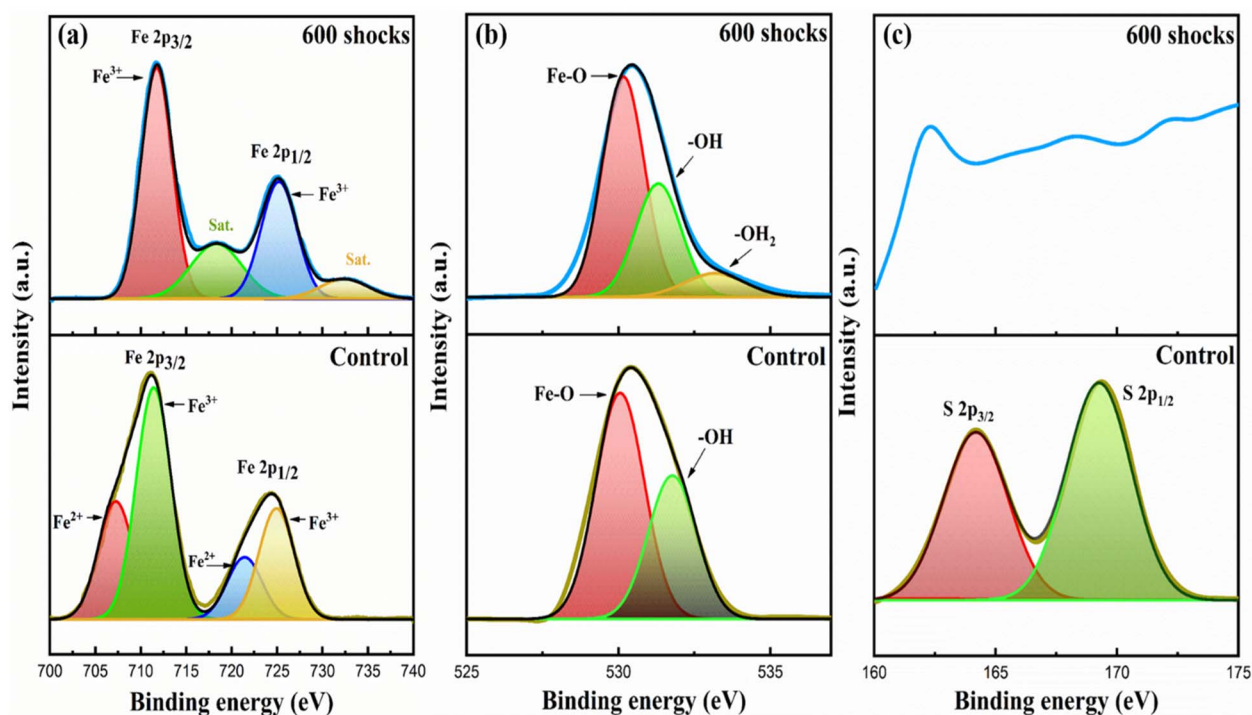 (a)
Fe 2p3/2
600 shocks
Fe3+
Fe 2p1/2
Fe3+
Sat.
Sat.
Control
Fe 2p3/2
Fe3+
Fe 2p1/2
Fe2+
Fe3+
Fe2+
700 705 710 715 720 725 730 735 740
Binding energy (eV)
Intensity (a.u.)
Intensity (a.u.)
(b)
600 shocks
Fe-O
-OH
-OH2
Control
Fe-O
-OH
525 530 535
Binding energy (eV)
Intensity (a.u.)
Intensity (a.u.)
(c)
600 shocks
Control
S 2p3/2
S 2p1/2
160 165 170 175
Binding energy (eV)
Intensity (a.u.)
Intensity (a.u.)